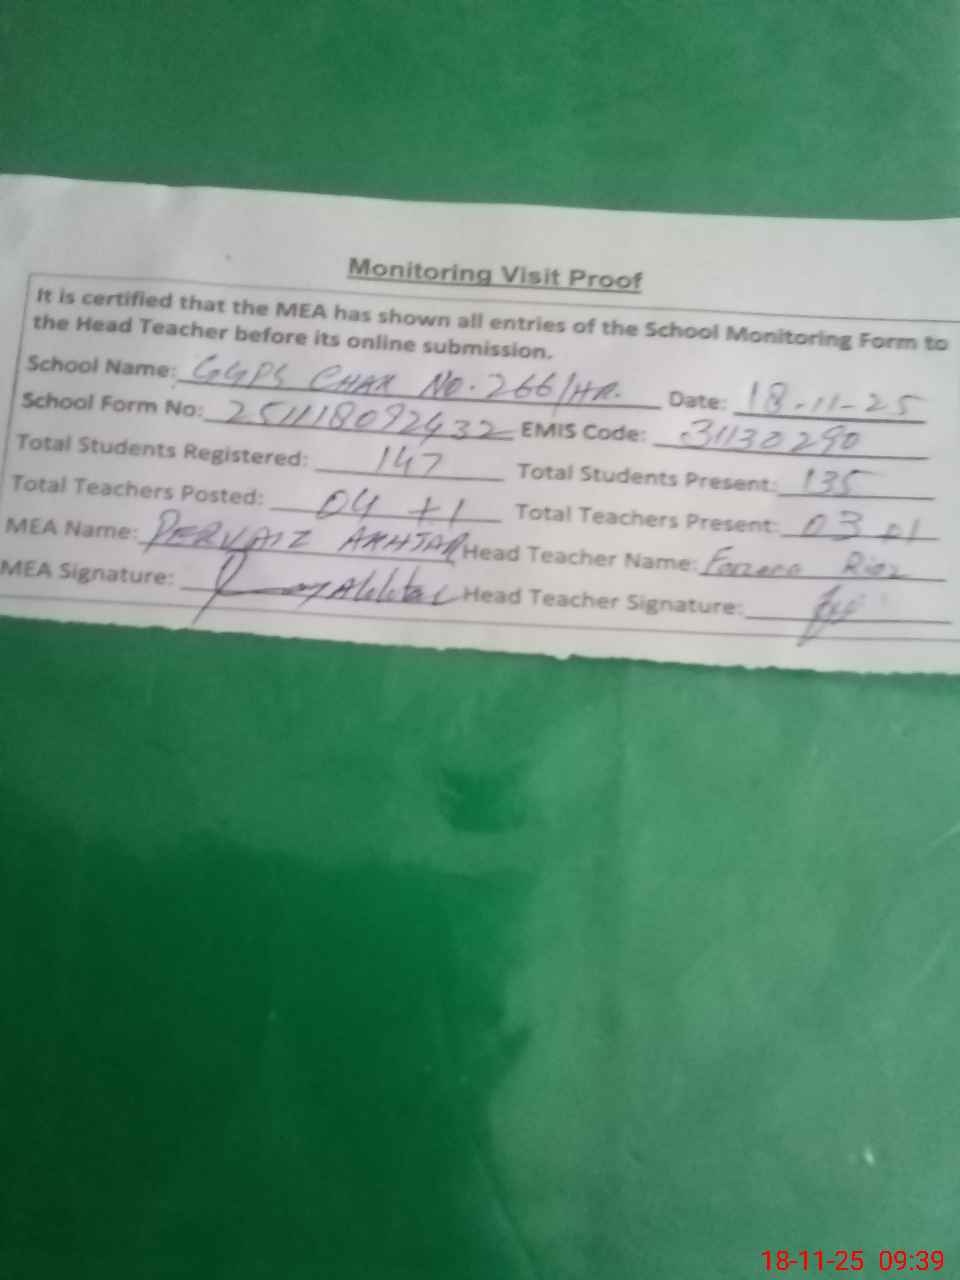 Monitoring Visit Proof
It is certified that the MEA has shown all entries of the School Monitoring Form to
the Head Teacher before its online submission.
School Name: GGPS CHAK NO. 266/HR. Date: 18-11-25
School Form No: 251118092432 EMIS Code: 31130290
Total Students Registered: 147 Total Students Present: 135
Total Teachers Posted: 04 +1 Total Teachers Present: 03 +1
MEA Name: PERVAIZ AKHTAR Head Teacher Name: Farzana Riaz
MEA Signature: Head Teacher Signature:
18-11-25 09:39